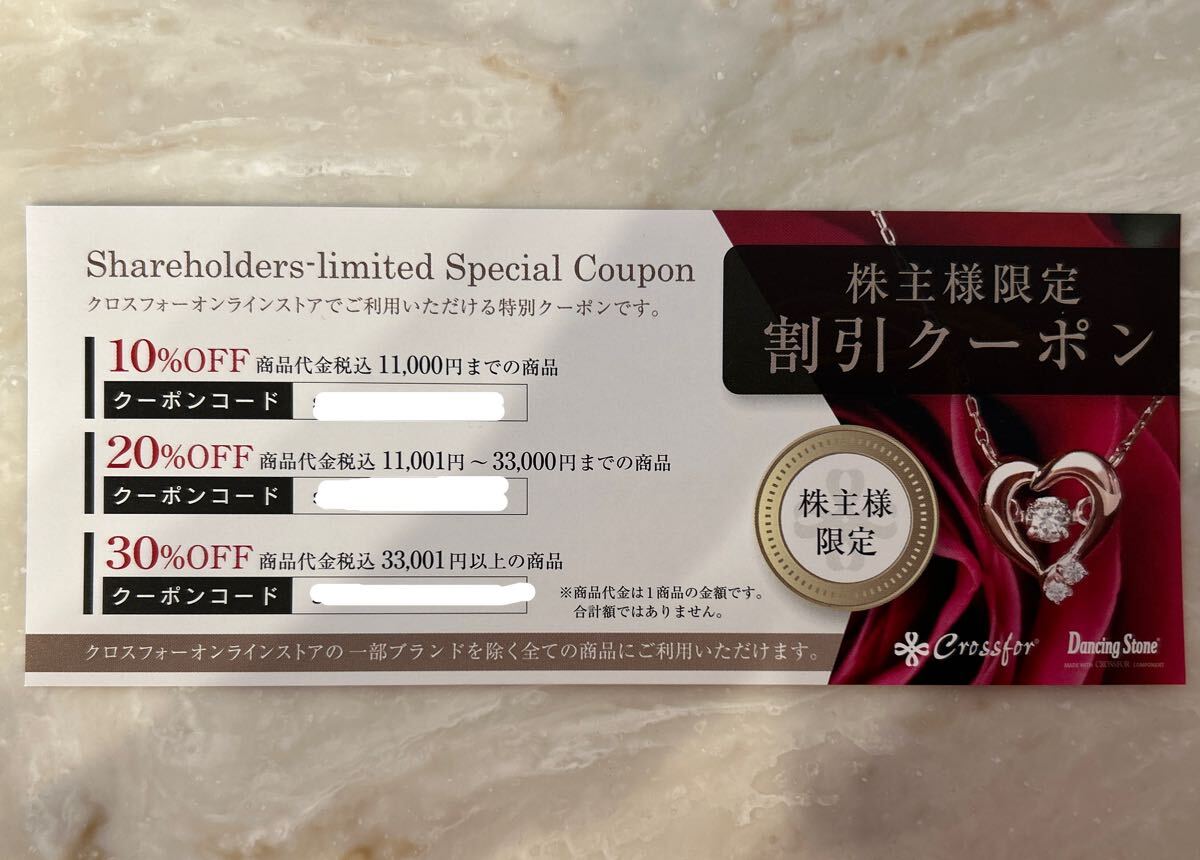 Shareholders-limited Special Coupon
クロスフォーオンラインストアでご利用いただける特別クーポンです。
10%OFF 商品代金税込 11,000円までの商品
クーポンコード
20%OFF 商品代金税込 11,001円～33,000円までの商品
クーポンコード
30%OFF 商品代金税込 33,001円以上の商品
クーポンコード
※商品代金は1商品の金額です。
合計額ではありません。
クロスフォーオンラインストアの一部ブランドを除く全ての商品にご利用いただけます。
株主様限定
割引クーポン
株主様
限定
Crossfor®
Dancing Stone®
MADE WITH CROSSFOR COMPONENT